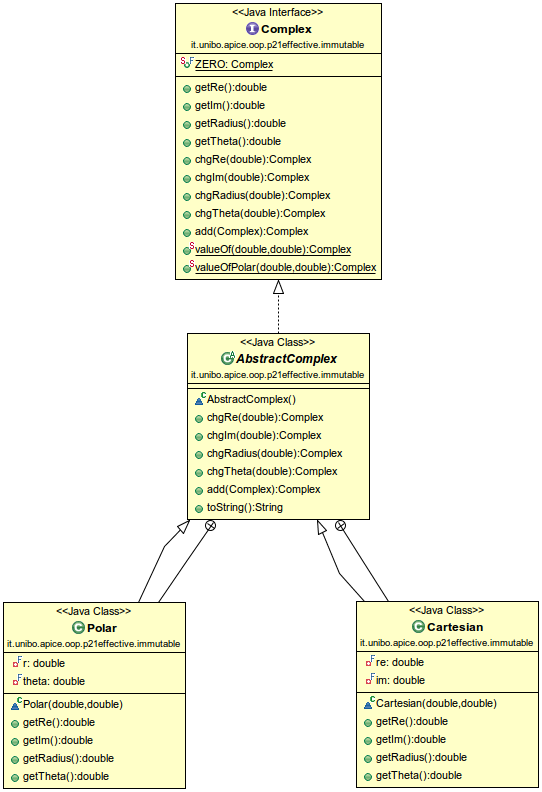 <<Java Interface>>
Complex
it.unibo.apice.oop.p21effective.immutable
ZERO: Complex
getRe():double
getIm():double
getRadius():double
getTheta():double
chgRe(double):Complex
chgIm(double):Complex
chgRadius(double):Complex
chgTheta(double):Complex
add(Complex):Complex
valueOf(double,double):Complex
valueOfPolar(double,double):Complex
<<Java Class>>
AbstractComplex
it.unibo.apice.oop.p21effective.immutable
AbstractComplex()
chgRe(double):Complex
chgIm(double):Complex
chgRadius(double):Complex
chgTheta(double):Complex
add(Complex):Complex
toString():String
<<Java Class>>
Polar
it.unibo.apice.oop.p21effective.immutable
r: double
theta: double
Polar(double,double)
getRe():double
getIm():double
getRadius():double
getTheta():double
<<Java Class>>
Cartesian
it.unibo.apice.oop.p21effective.immutable
re: double
im: double
Cartesian(double,double)
getRe():double
getIm():double
getRadius():double
getTheta():double